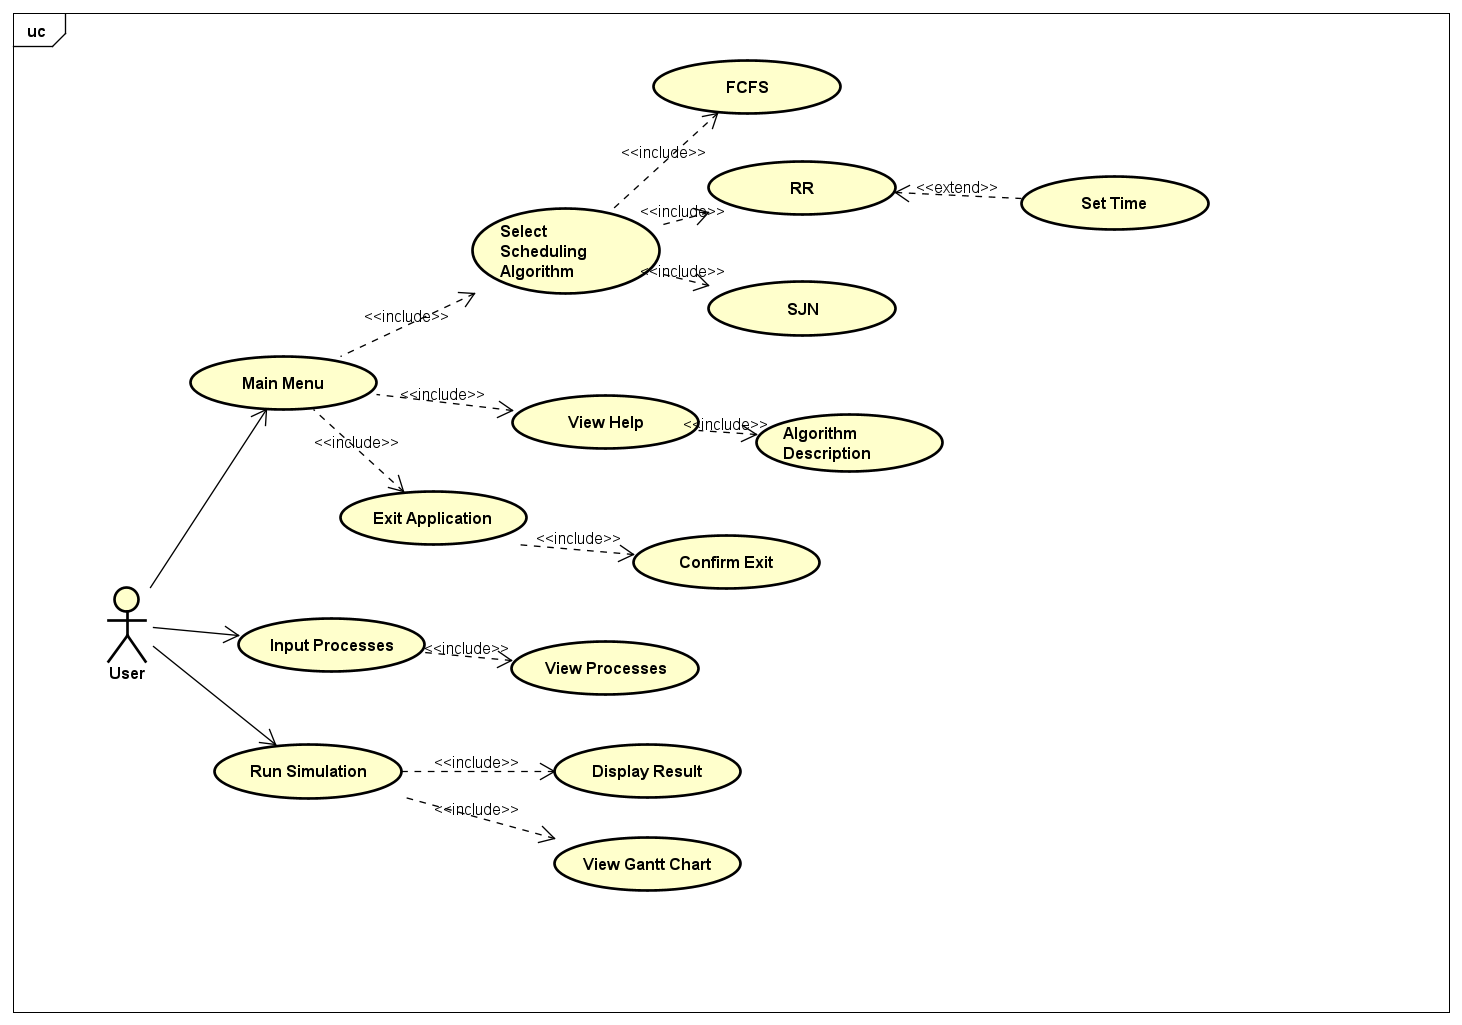 uc
FCFS
<<include>>
RR
<<extend>>
Set Time
<<include>>
Select
Scheduling
Algorithm
<<include>>
SJN
<<include>>
Main Menu
<<include>>
View Help
<<include>>
Algorithm
Description
<<include>>
Exit Application
<<include>>
Confirm Exit
User
Input Processes
<<include>>
View Processes
Run Simulation
<<include>>
Display Result
<<include>>
View Gantt Chart